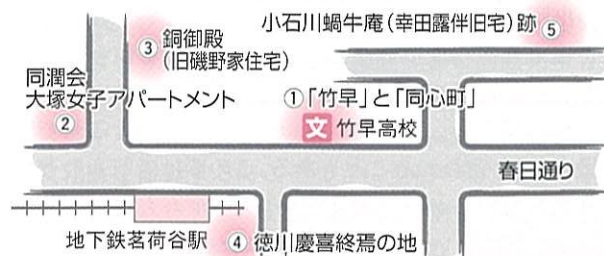 小石川蝸牛庵（幸田露伴旧宅）跡 ⑤
③ 銅御殿
（旧磯野家住宅）
同潤会
大塚女子アパートメント
②
①「竹早」と「同心町」
文 竹早高校
春日通り
地下鉄茗荷谷駅
④ 徳川慶喜終焉の地